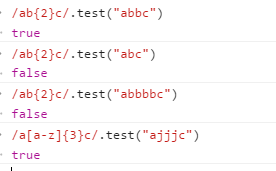 /ab{2}c/.test("abbc")
true
/ab{2}c/.test("abc")
false
/ab{2}c/.test("abbbbc")
false
/a[a-z]{3}c/.test("ajjjc")
true